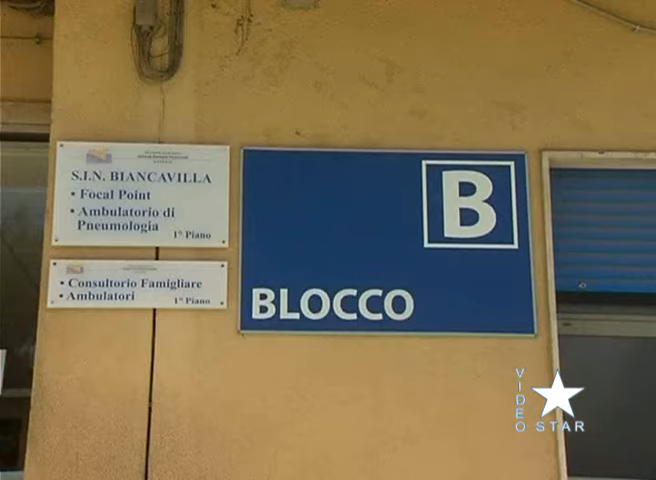 S.I.N. BIANCAVILLA
• Focal Point
• Ambulatorio di
Pneumologia
1° Piano
• Consultorio Famigliare
• Ambulatori
1° Piano
B
BLOCCO
VIDEO
STAR